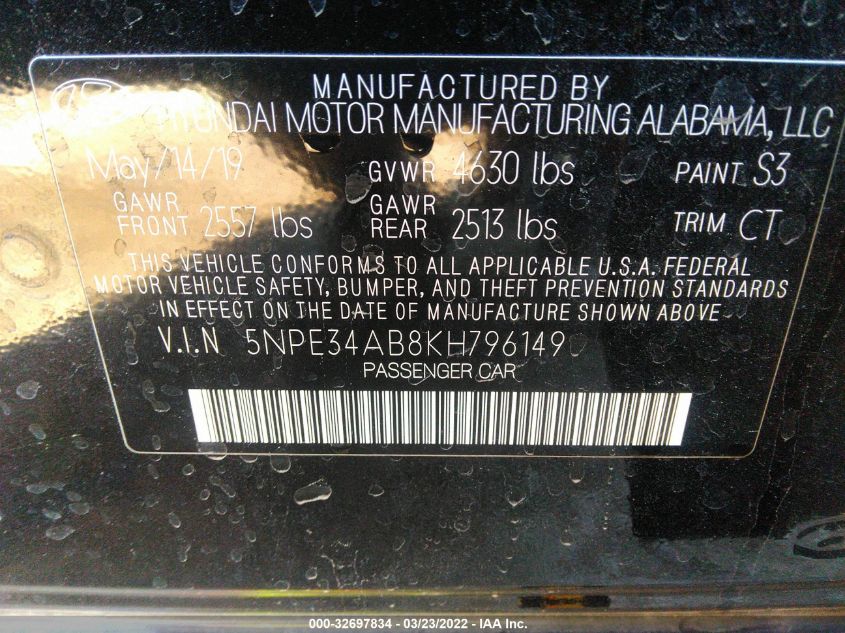 MANUFACTURED BY
HYUNDAI MOTOR MANUFACTURING ALABAMA, LLC
May/14/19 GVWR 4630 lbs PAINT S3
GAWR FRONT 2557 lbs GAWR REAR 2513 lbs TRIM CT
THIS VEHICLE CONFORMS TO ALL APPLICABLE U.S.A. FEDERAL
MOTOR VEHICLE SAFETY, BUMPER, AND THEFT PREVENTION STANDARDS
IN EFFECT ON THE DATE OF MANUFACTURE SHOWN ABOVE.
V.I.N 5NPE34AB8KH796149
PASSENGER CAR
000-32697834 - 03/23/2022 - IAA Inc.